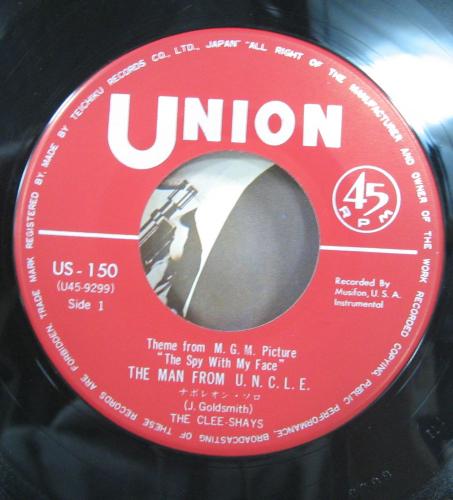 MADE BY TEICHIKU RECORDS CO., LTD., JAPAN "ALL RIGHT OF THE MANUFACTURER AND OWNER OF THE WORK RECORDED COPYING, PUBLIC PERFORMANCE, BROADCASTING OF THESE RECORDS ARE FORBIDDEN, TRADE MARK REGISTERED BY.
UNION
45
RPM
US - 150
(U45-9299)
Side 1
Recorded By
Musifon, U. S. A.
Instrumental
Theme from M. G. M. Picture
"The Spy With My Face"
THE MAN FROM U. N. C. L. E.
ナポレオン・ソロ
(J. Goldsmith)
THE CLEE-SHAYS